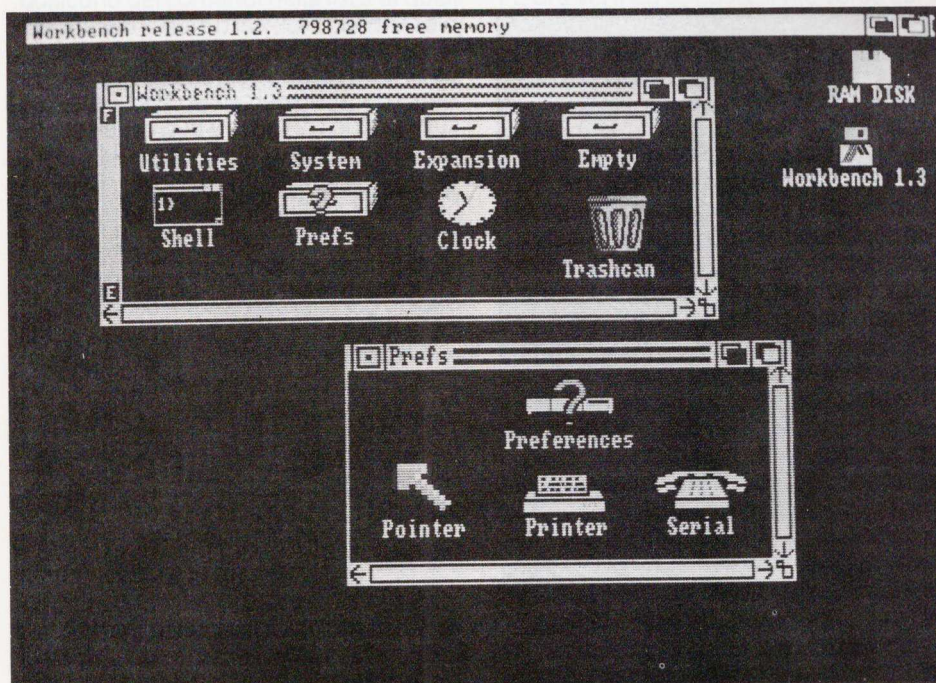 Workbench release 1.2. 798728 free memory
RAM DISK
Workbench 1.3
Workbench 1.3
F
Utilities System Expansion Empty
1>
Shell Prefs Clock
Trashcan
E
Prefs
Preferences
Pointer Printer Serial